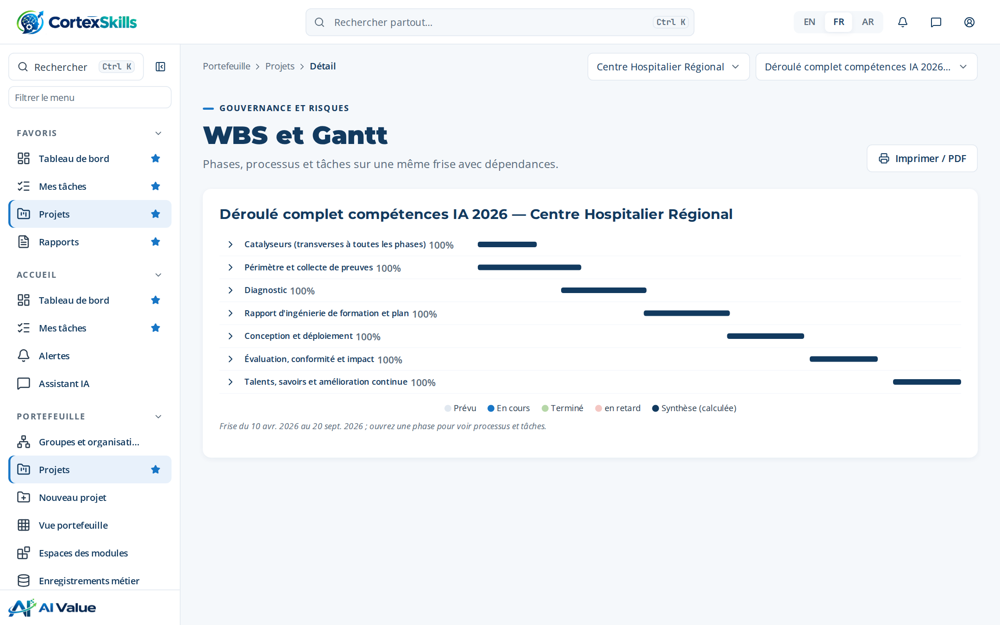 CortexSkills
Rechercher partout...
Ctrl K
EN
FR
AR
Rechercher
Ctrl K
Filtrer le menu
FAVORIS
Tableau de bord
Mes tâches
Projets
Rapports
ACCUEIL
Tableau de bord
Mes tâches
Alertes
Assistant IA
PORTEFEUILLE
Groupes et organisati...
Projets
Nouveau projet
Vue portefeuille
Espaces des modules
Enregistrements métier
AI Value
Portefeuille > Projets > Détail
Centre Hospitalier Régional
Déroulé complet compétences IA 2026...
GOUVERNANCE ET RISQUES
WBS et Gantt
Phases, processus et tâches sur une même frise avec dépendances.
Imprimer / PDF
Déroulé complet compétences IA 2026 — Centre Hospitalier Régional
Catalyseurs (transverses à toutes les phases) 100%
Périmètre et collecte de preuves 100%
Diagnostic 100%
Rapport d'ingénierie de formation et plan 100%
Conception et déploiement 100%
Évaluation, conformité et impact 100%
Talents, savoirs et amélioration continue 100%
Prévu
En cours
Terminé
en retard
Synthèse (calculée)
Frise du 10 avr. 2026 au 20 sept. 2026 ; ouvrez une phase pour voir processus et tâches.